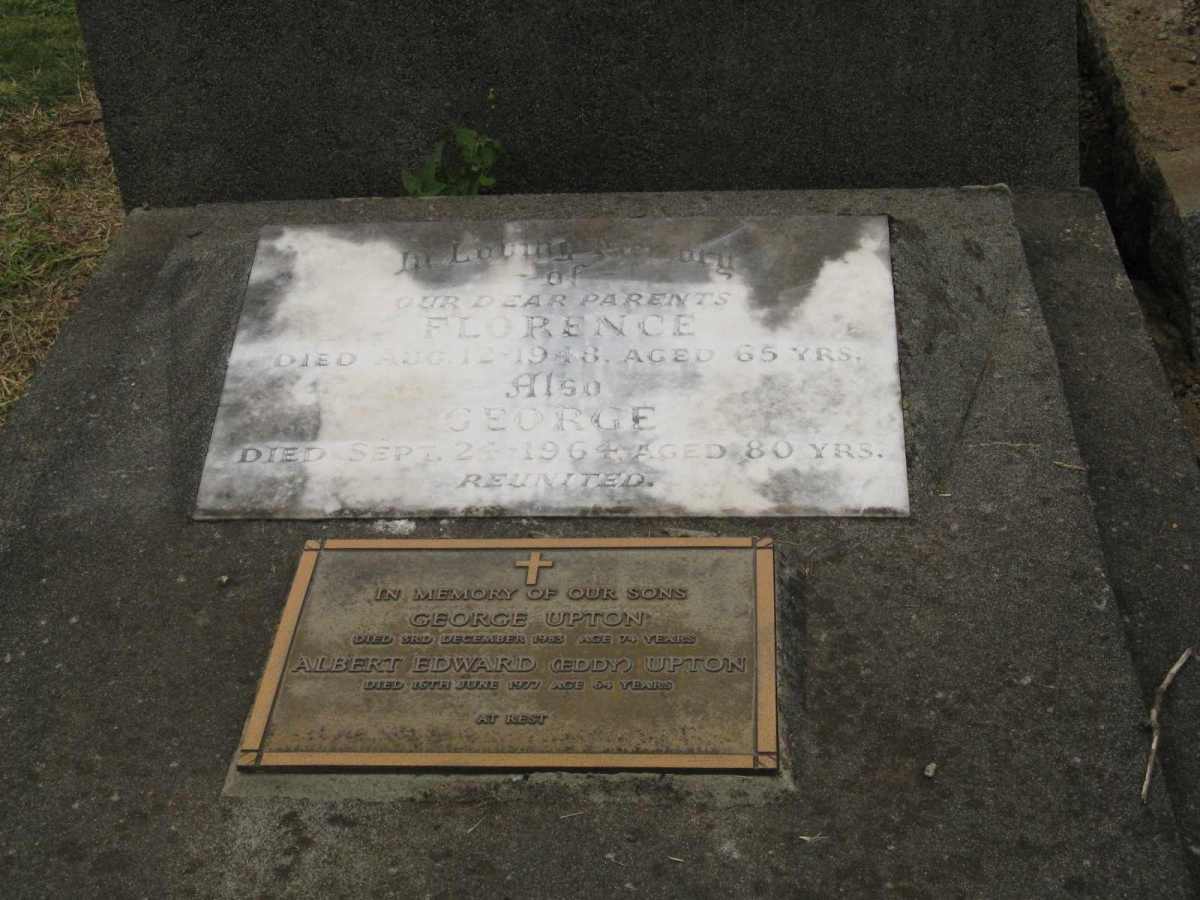 In Loving Memory
of
OUR DEAR PARENTS
FLORENCE
DIED AUG. 12 · 1948. AGED 65 YRS.
Also
GEORGE
DIED SEPT. 1964. AGED 80 YRS.
REUNITED.
IN MEMORY OF OUR SONS
GEORGE UPTON
DIED 3RD DECEMBER 1983 AGE 74 YEARS
ALBERT EDWARD (EDDY) UPTON
DIED 16TH JUNE 1977 AGE 64 YEARS
AT REST